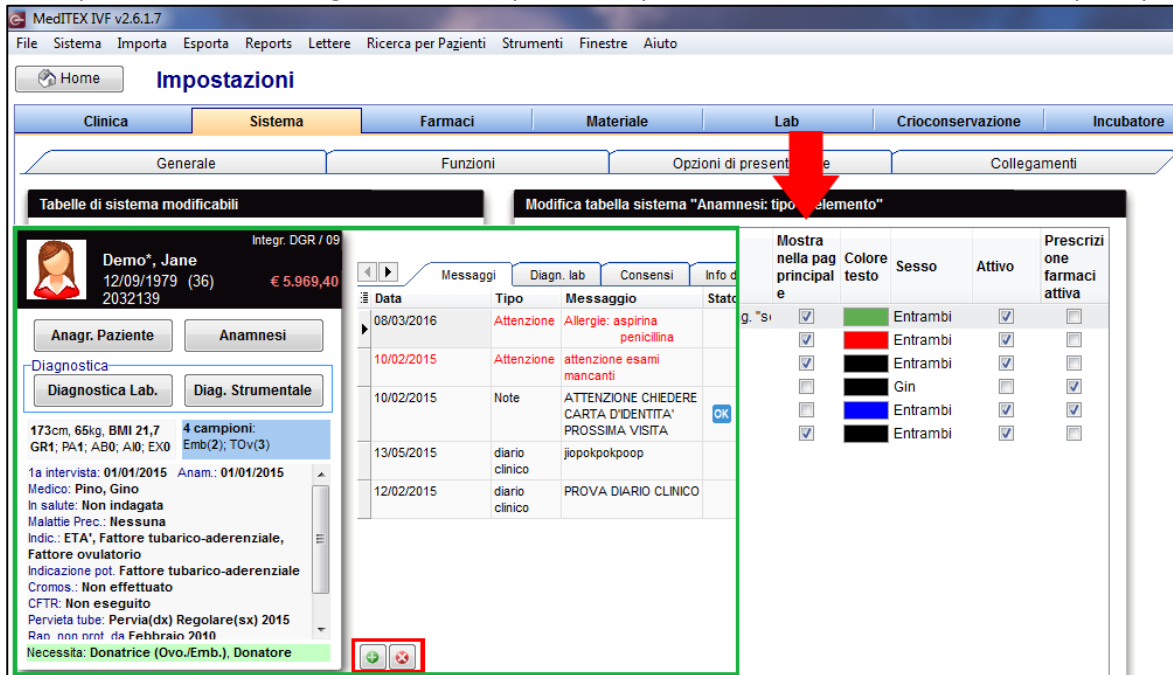 MedITEX IVF v2.6.1.7
File Sistema Importa Esporta Reports Lettere Ricerca per Pazienti Strumenti Finestre Aiuto
Home Impostazioni
Clinica Sistema Farmaci Materiale Lab Crioconservazione Incubatore
Generale Funzioni Opzioni di Collegamenti
Tabelle di sistema modificabili
Modifica tabella sistema "Anamnesi:
Integr. DGR / 09
Demo*, Jane
12/09/1979 (36) € 5.969,40
2032139
Anagr. Paziente Anamnesi
Diagnostica
Diagnostica Lab. Diag. Strumentale
173cm, 65kg, BMI 21,7
GR1; PA1; AB0; AI0; EX0
4 campioni:
Emb(2); TOv(3)
1a intervista: 01/01/2015 Anam.: 01/01/2015
Medico: Pino, Gino
In salute: Non indagata
Malattie Prec.: Nessuna
Indic.: ETA', Fattore tubarico-aderenziale,
Fattore ovulatorio
Indicazione pot. Fattore tubarico-aderenziale
Cromos.: Non effettuato
CFTR: Non eseguito
Pervieta tube: Pervia(dx) Regolare(sx) 2015
Rap. non prot. da Febbraio 2010
Necessita: Donatrice (Ovo./Emb.), Donatore
Messaggi Diagn. lab Consensi Info d
Data Tipo Messaggio Stato
08/03/2016 Attenzione Allergie: aspirina
penicillina
10/02/2015 Attenzione attenzione esami
mancanti
10/02/2015 Note ATTENZIONE CHIEDERE
CARTA D'IDENTITA'
PROSSIMA VISITA
OK
13/05/2015 diario
clinico
jiopokpokpoop
12/02/2015 diario
clinico
PROVA DIARIO CLINICO
Mostra
nella pag
principal
e
Colore
testo
Sesso
Attivo
Prescrizi
one
farmaci
attiva
Entrambi
Entrambi
Entrambi
Gin
Entrambi
Entrambi